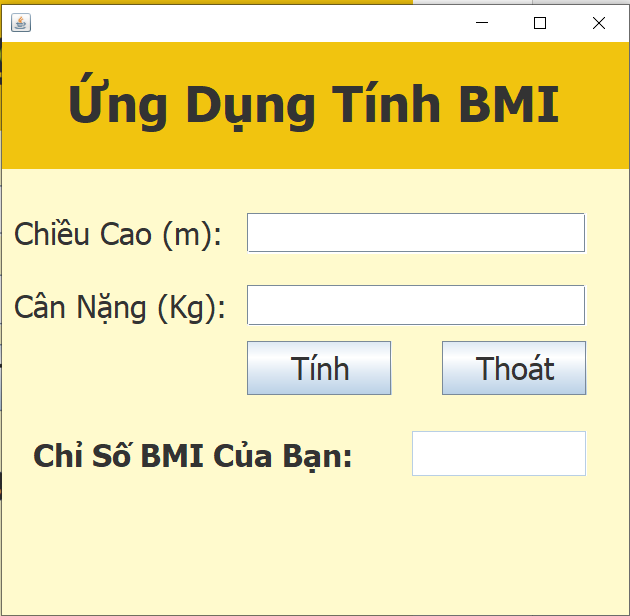 Ứng Dụng Tính BMI
Chiều Cao (m):
Cân Nặng (Kg):
Tính Thoát
Chỉ Số BMI Của Bạn: